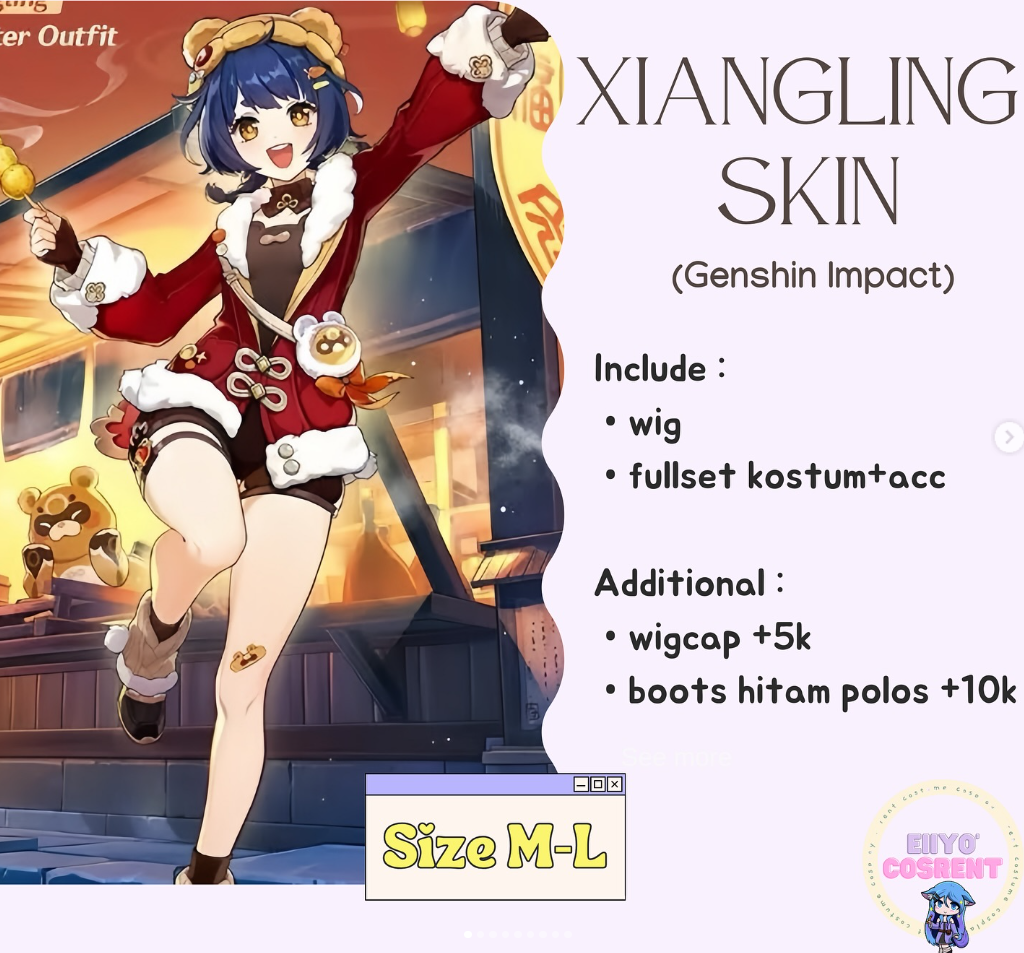 ter Outfit
XIANGLING
SKIN
(Genshin Impact)
Include :
• wig
• fullset kostum+acc
Additional :
• wigcap +5k
• boots hitam polos +10k
See more
Size M-L
EIIYO'
COSRENT